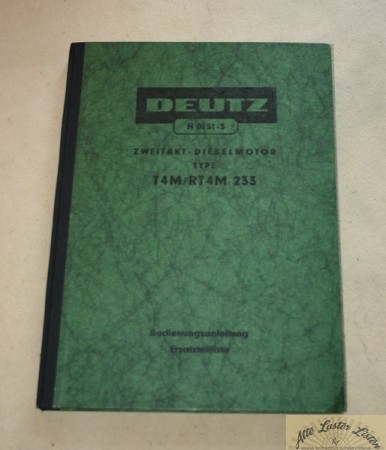 DEUTZ
H 0151-3
ZWEITAKT-DIESELMOTOR
TYPE
T4M/RT4M 233
Bedienungsanleitung
Ersatzteilliste
Alte Laster Listen